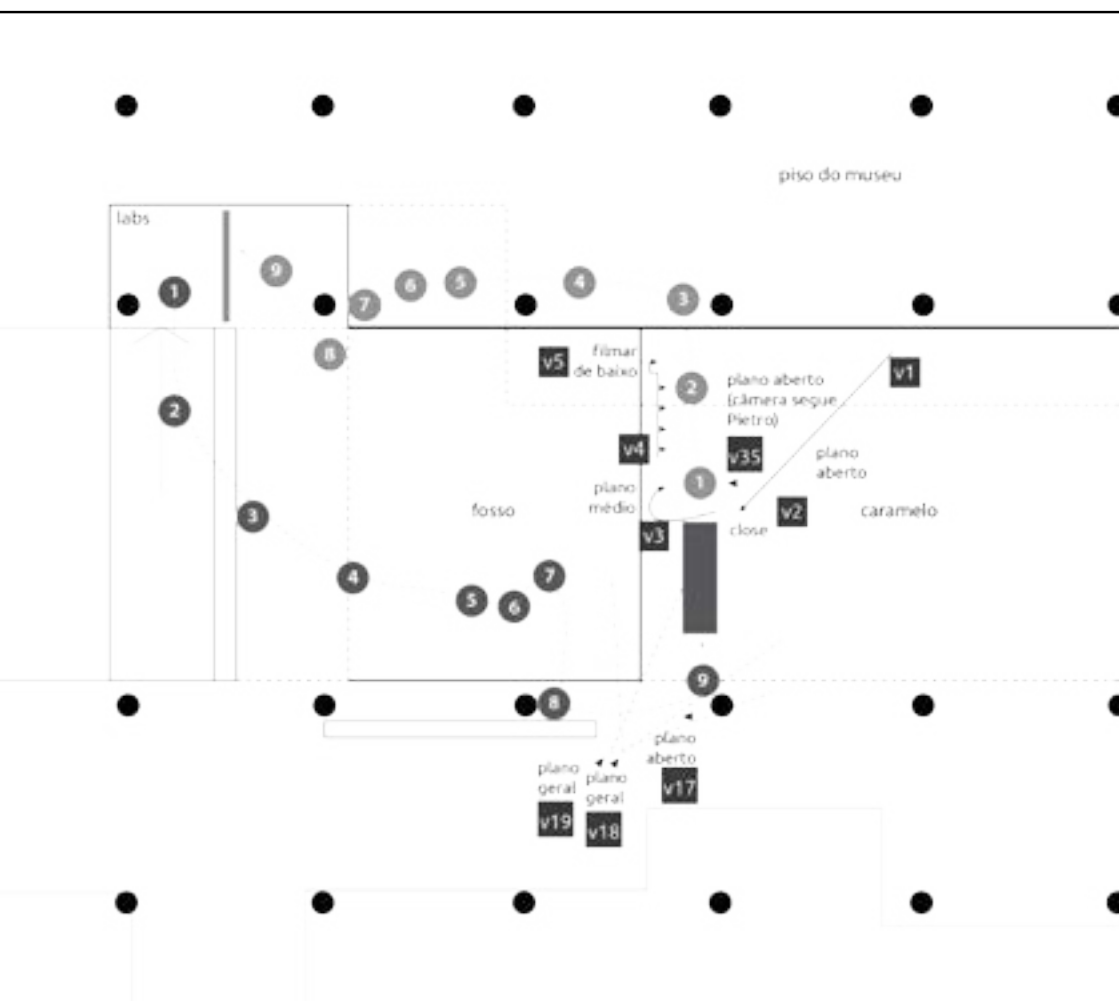 piso do museu
labs
9
1
7
6
5
4
3
8
v5
filmar
de baixo
2
plano aberto
(câmera segue
Pietro)
v1
2
v4
v35
plano
aberto
plano
médio
1
3
fosso
v3
close
v2
caramelo
4
5
6
7
9
8
plano
aberto
v17
plano
geral
v19
plano
geral
v18